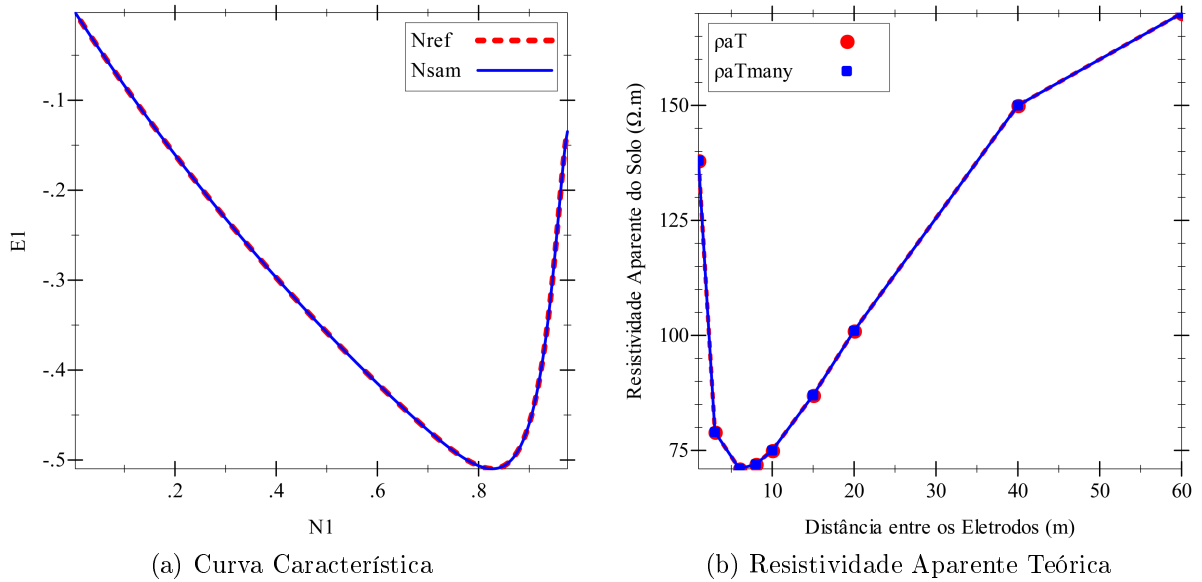 Nref
Nsam
-.1
-.2
-.3
-.4
-.5
E1
.2 .4 .6 .8
N1
(a) Curva Característica
ρaT
ρaTmany
150
125
100
75
Resistividade Aparente do Solo (Ω.m)
10 20 30 40 50 60
Distância entre os Eletrodos (m)
(b) Resistividade Aparente Teórica